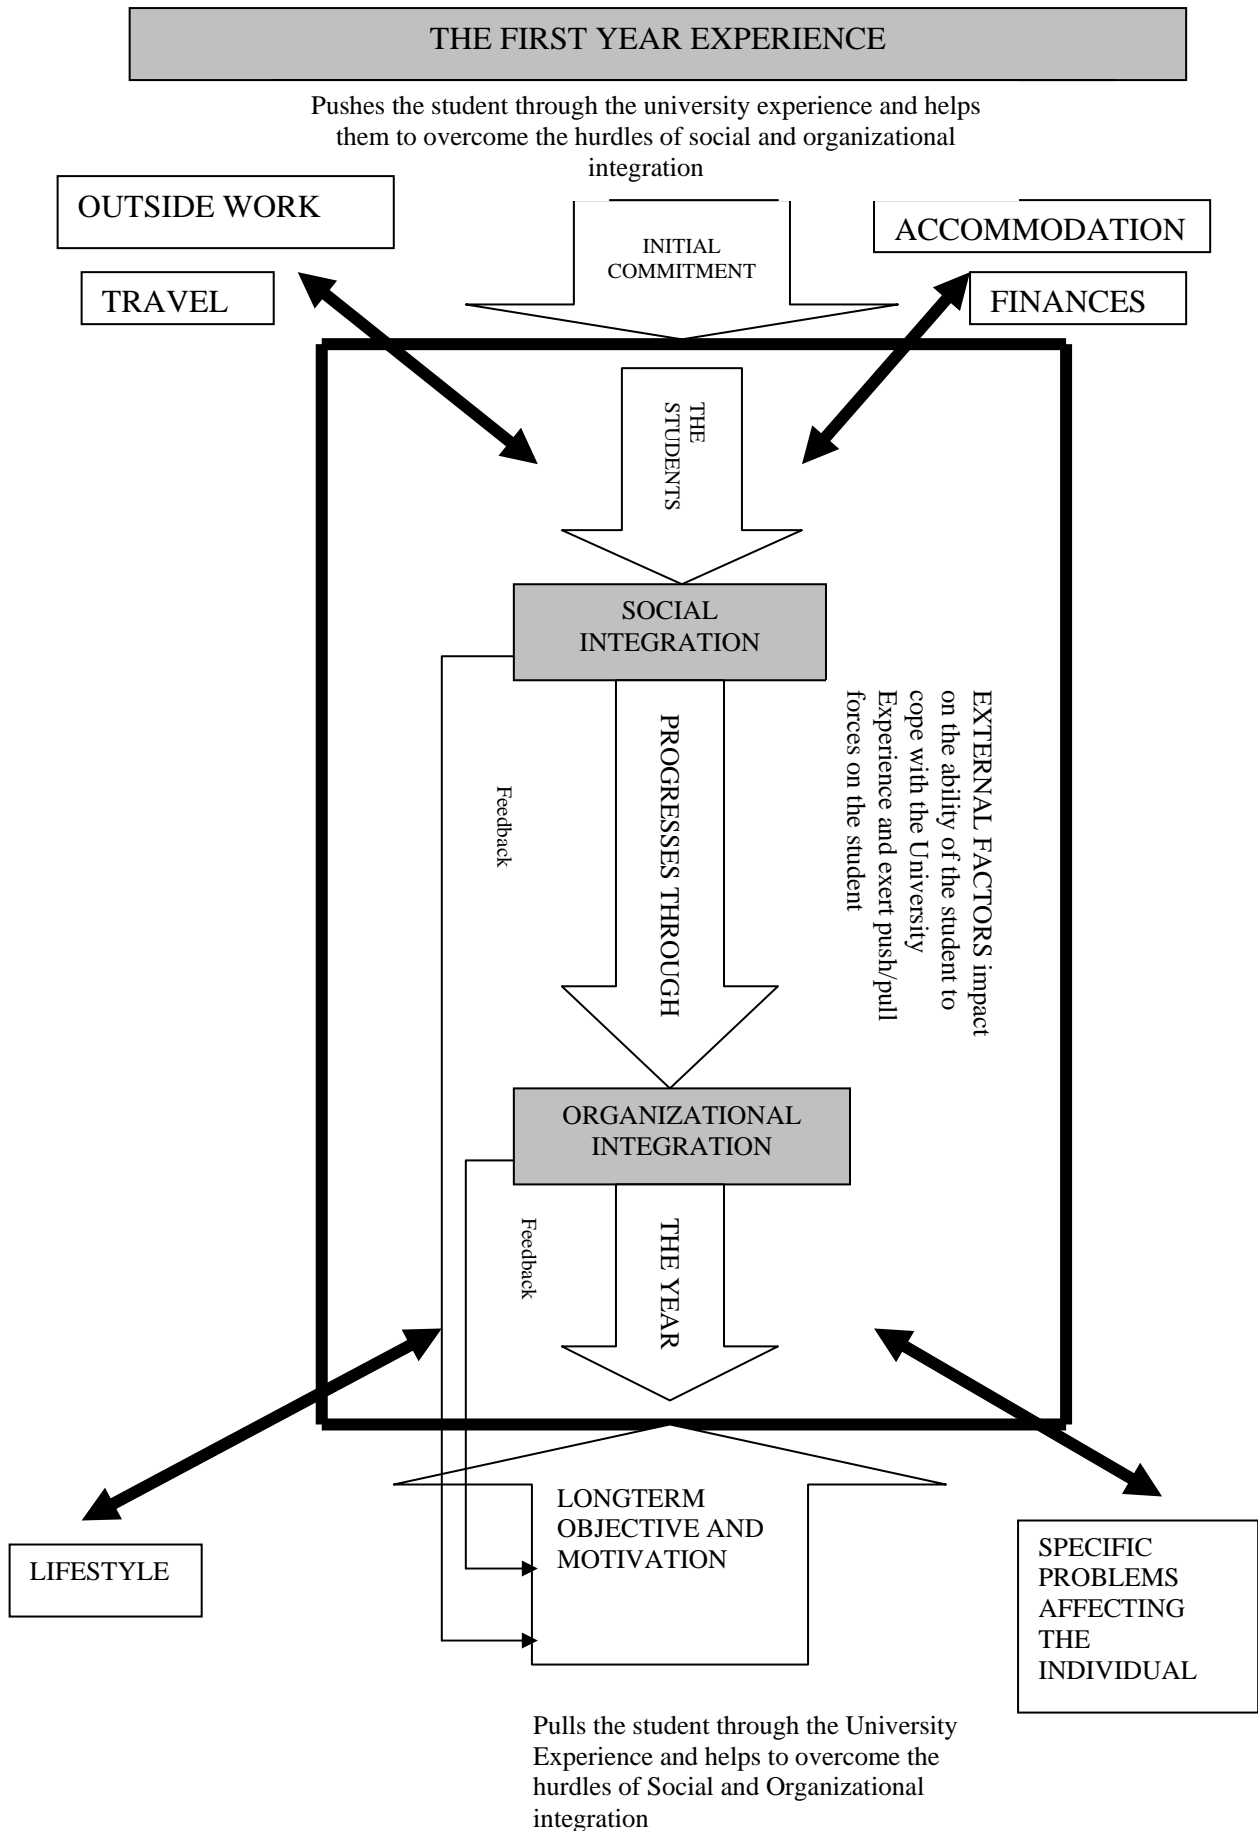 THE FIRST YEAR EXPERIENCE
Pushes the student through the university experience and helps
them to overcome the hurdles of social and organizational
integration
OUTSIDE WORK
TRAVEL
INITIAL
COMMITMENT
ACCOMMODATION
FINANCES
THE
STUDENTS
SOCIAL
INTEGRATION
Feedback
PROGRESSES THROUGH
EXTERNAL FACTORS impact
on the ability of the student to
cope with the University
Experience and exert push/pull
forces on the student
ORGANIZATIONAL
INTEGRATION
Feedback
THE YEAR
LIFESTYLE
LONGTERM
OBJECTIVE AND
MOTIVATION
SPECIFIC
PROBLEMS
AFFECTING
THE
INDIVIDUAL
Pulls the student through the University
Experience and helps to overcome the
hurdles of Social and Organizational
integration